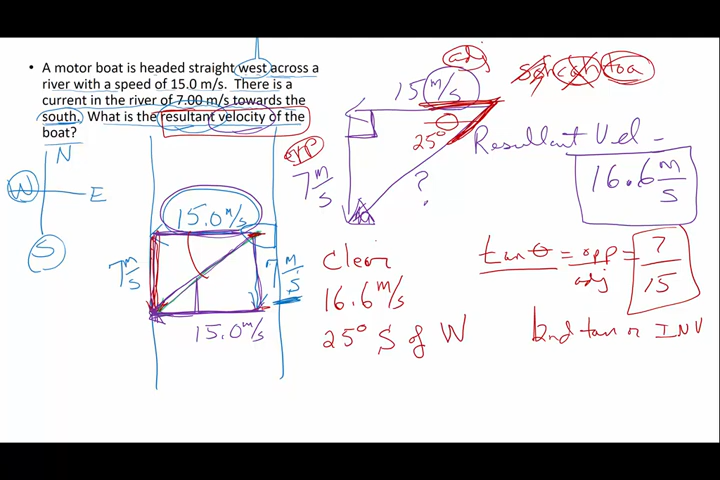 • A motor boat is headed straight west across a
river with a speed of 15.0 m/s. There is a
current in the river of 7.00 m/s towards the
south. What is the resultant velocity of the
boat?
N
W E
S
15.0 m/s
7 m/s
7 m/s
15.0 m/s
adj
15 m/s
soh cah toa
θ
25°
opp
7 m/s
?
Resultant Vel -
16.6 m/s
tan θ = opp/adj = 7/15
2nd tan or INV
16.6 m/s
25° S of W